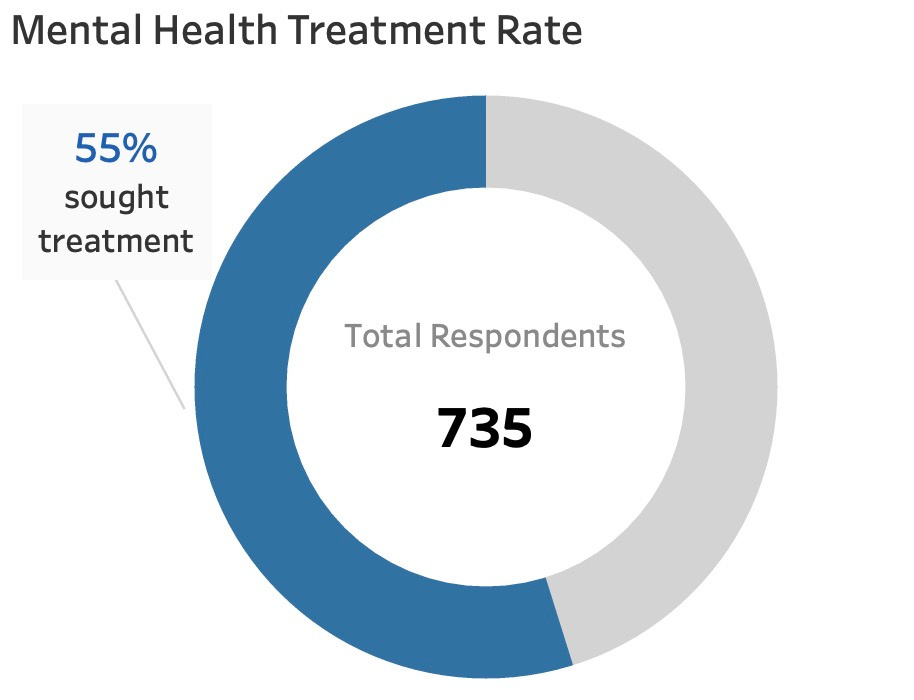 Mental Health Treatment Rate
55%
sought
treatment
Total Respondents
735